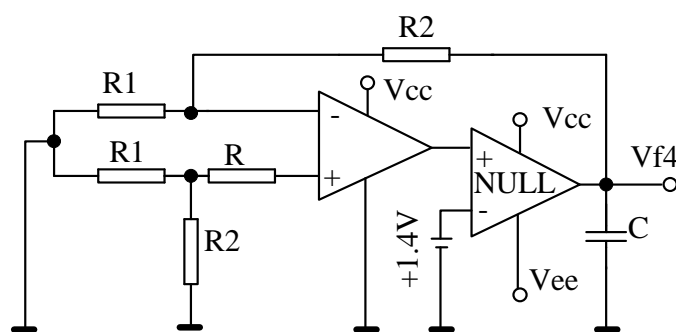 R2
R1
Vcc
Vcc
-
R1
R
Vf4
+
+
NULL
-
R2
+1.4V
C
Vee